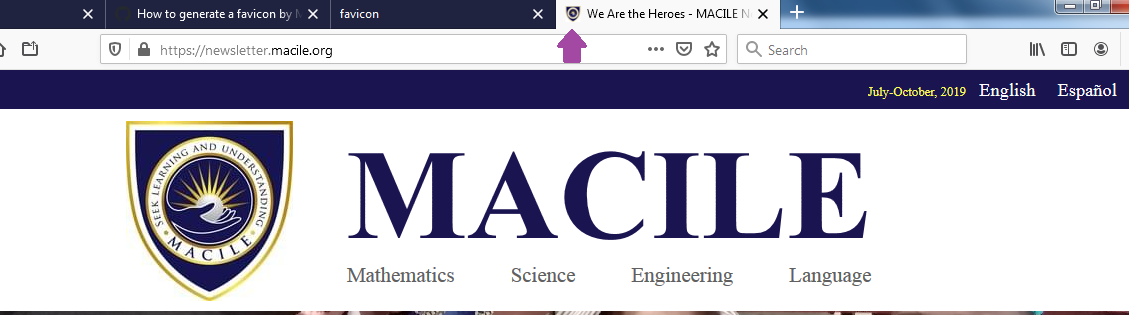 How to generate a favicon by M
favicon
We Are the Heroes - MACILE N
https://newsletter.macile.org
Search
July-October, 2019 English Español
SEEK LEARNING AND UNDERSTANDING
MACILE
MACILE
Mathematics Science Engineering Language